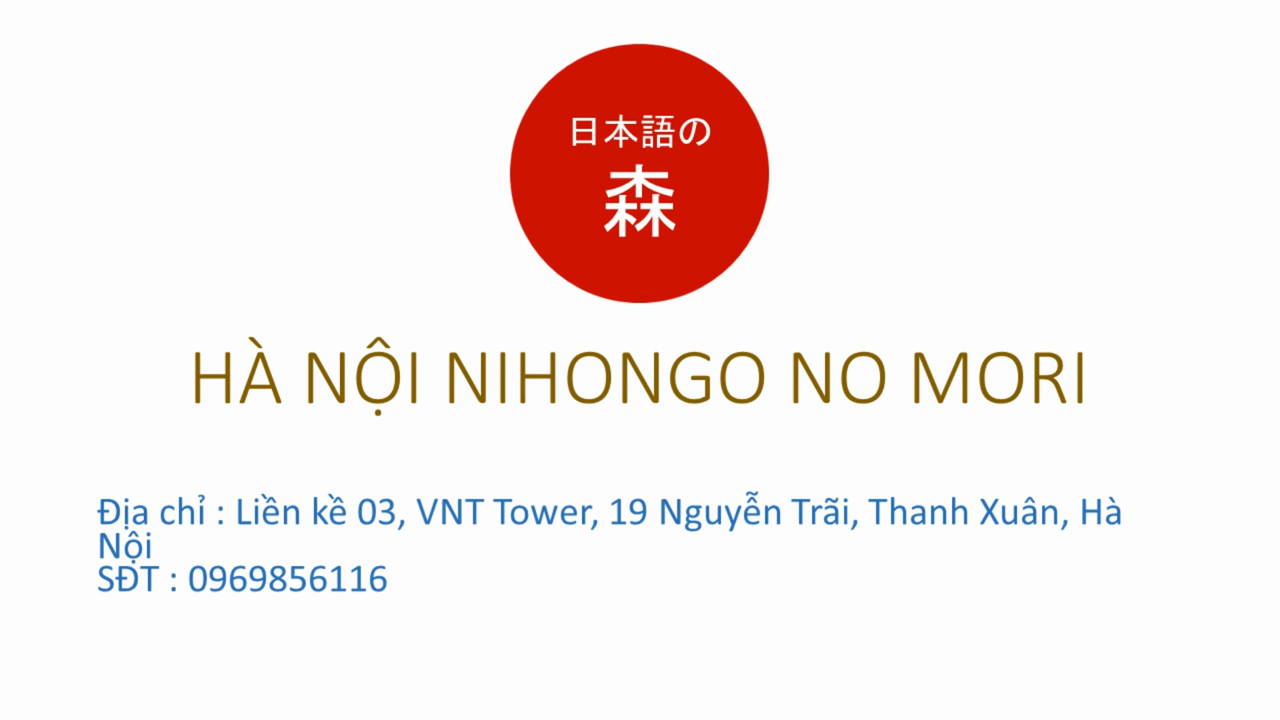 日本語の
森
HÀ NỘI NIHONGO NO MORI
Địa chỉ : Liền kề 03, VNT Tower, 19 Nguyễn Trãi, Thanh Xuân, Hà
Nội
SĐT : 0969856116